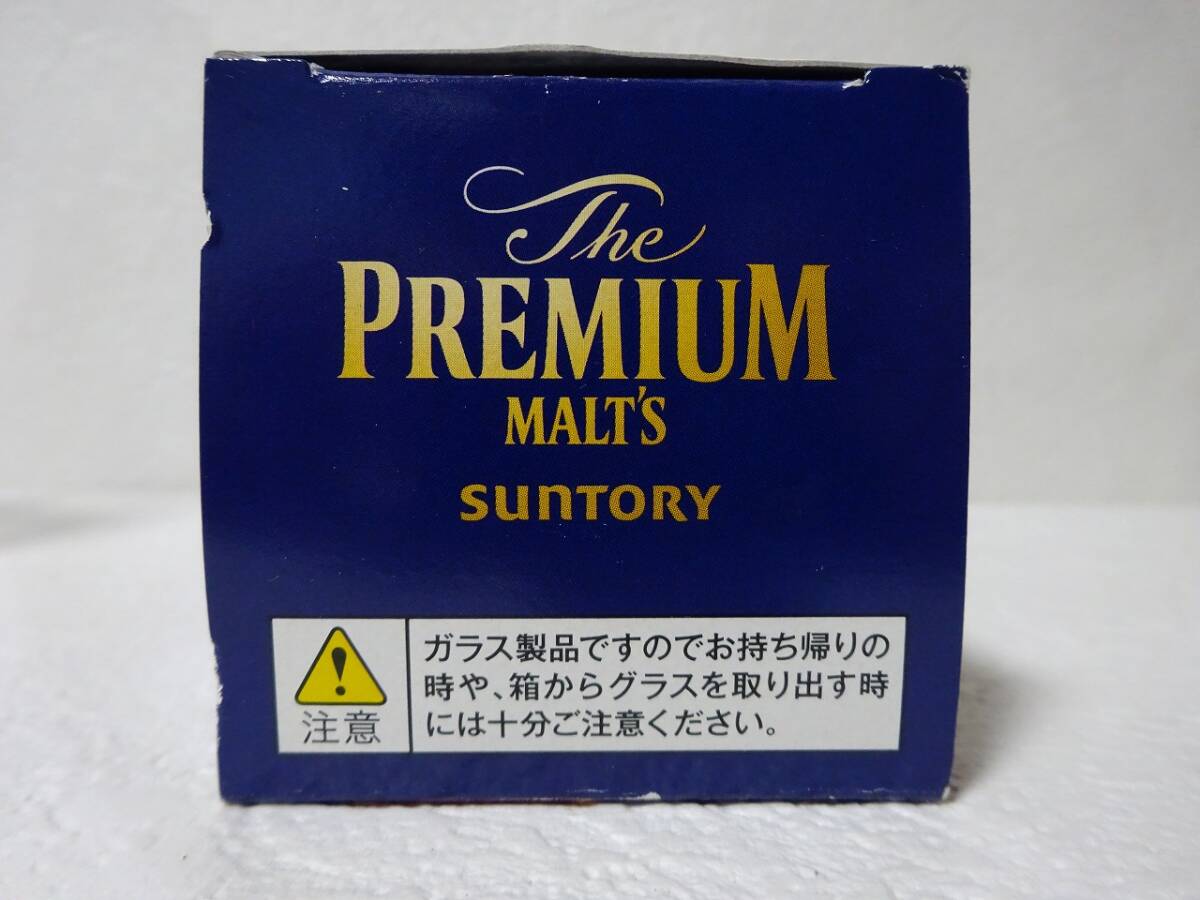 The
PREMIUM
MALT'S
SUNTORY
注意
ガラス製品ですのでお持ち帰りの
時や、箱からグラスを取り出す時
には十分ご注意ください。